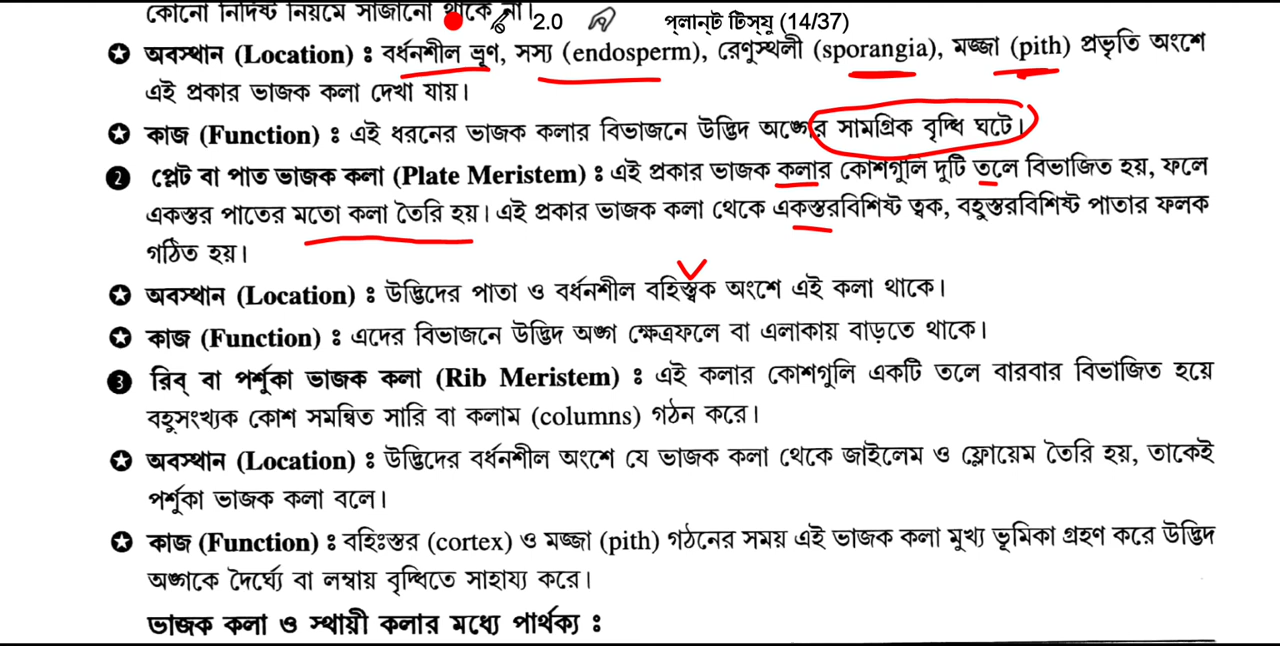 কোনো নির্দিষ্ট নিয়মে সাজানো থাকে না।
2.0 প্লান্ট টিস্যু (14/37)
✪ অবস্থান (Location) : বর্ধনশীল ভ্রূণ, সস্য (endosperm), রেণুস্থলী (sporangia), মজ্জা (pith) প্রভৃতি অংশে
এই প্রকার ভাজক কলা দেখা যায়।
✪ কাজ (Function) : এই ধরনের ভাজক কলার বিভাজনে উদ্ভিদ অঙ্গের সামগ্রিক বৃদ্ধি ঘটে।
❷ প্লেট বা পাত ভাজক কলা (Plate Meristem) : এই প্রকার ভাজক কলার কোশগুলি দুটি তলে বিভাজিত হয়, ফলে
একস্তর পাতের মতো কলা তৈরি হয়। এই প্রকার ভাজক কলা থেকে একস্তরবিশিষ্ট ত্বক, বহুস্তরবিশিষ্ট পাতার ফলক
গঠিত হয়।
✪ অবস্থান (Location) : উদ্ভিদের পাতা ও বর্ধনশীল বহিস্ত্বক অংশে এই কলা থাকে।
✪ কাজ (Function) : এদের বিভাজনে উদ্ভিদ অঙ্গ ক্ষেত্রফলে বা এলাকায় বাড়তে থাকে।
❸ রিব্ বা পর্শুকা ভাজক কলা (Rib Meristem) : এই কলার কোশগুলি একটি তলে বারবার বিভাজিত হয়ে
বহুসংখ্যক কোশ সমন্বিত সারি বা কলাম (columns) গঠন করে।
✪ অবস্থান (Location) : উদ্ভিদের বর্ধনশীল অংশে যে ভাজক কলা থেকে জাইলেম ও ফ্লোয়েম তৈরি হয়, তাকেই
পর্শুকা ভাজক কলা বলে।
✪ কাজ (Function) : বহিঃস্তর (cortex) ও মজ্জা (pith) গঠনের সময় এই ভাজক কলা মুখ্য ভূমিকা গ্রহণ করে উদ্ভিদ
অঙ্গকে দৈর্ঘ্যে বা লম্বায় বৃদ্ধিতে সাহায্য করে।
ভাজক কলা ও স্থায়ী কলার মধ্যে পার্থক্য :